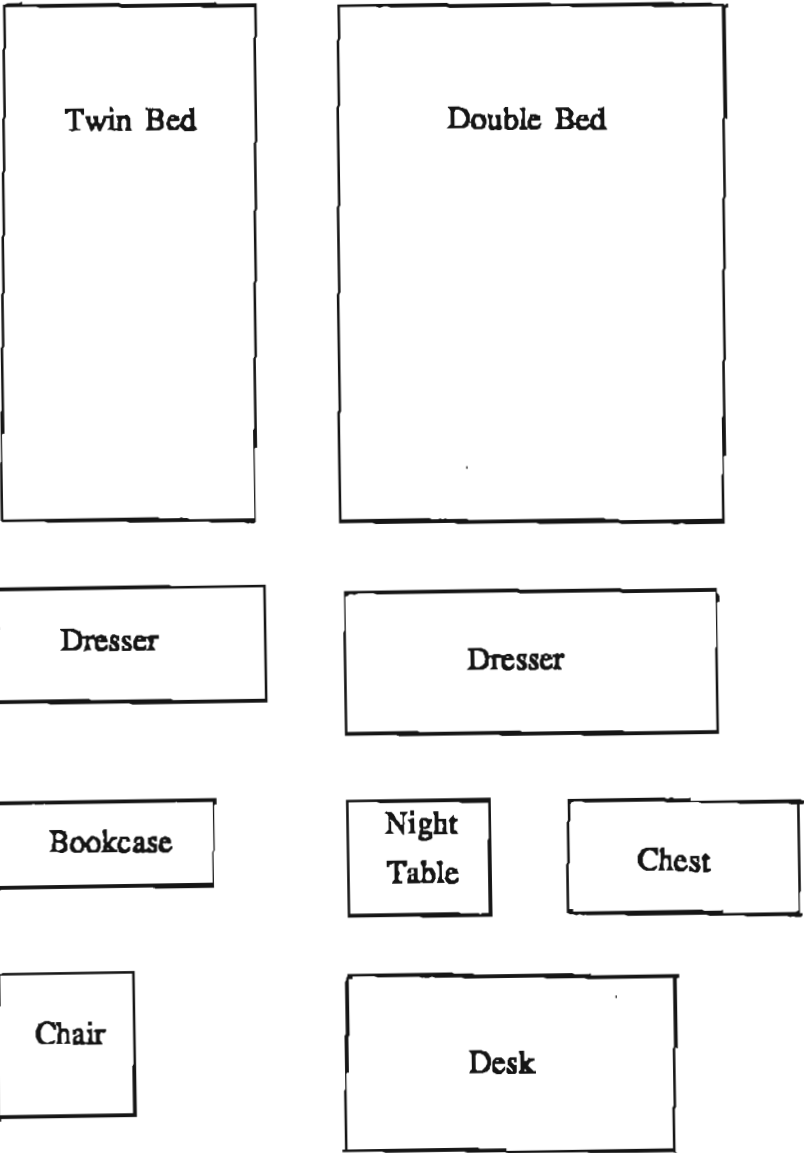 Twin Bed
Double Bed
Dresser
Dresser
Bookcase
Night
Table
Chest
Chair
Desk